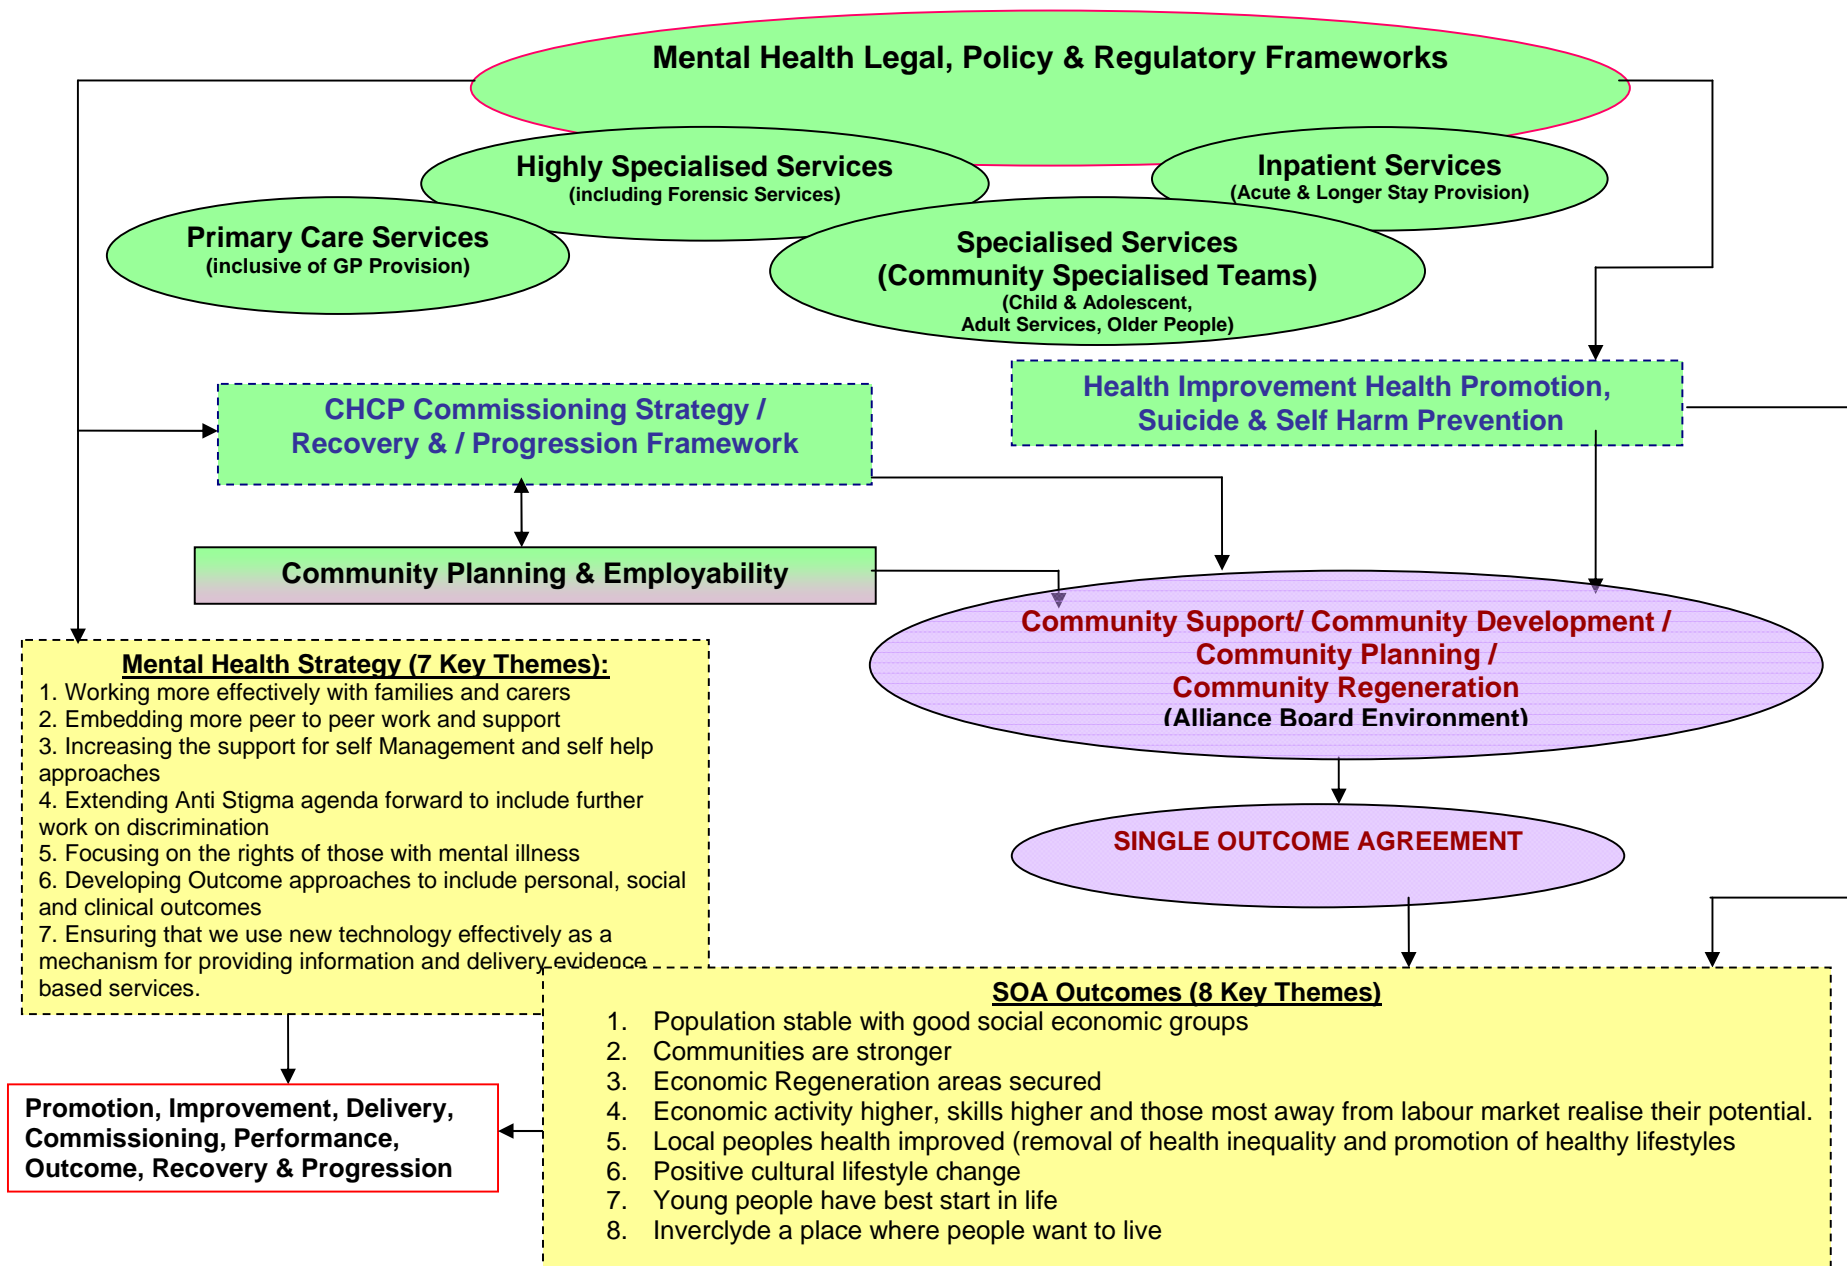 Mental Health Legal, Policy & Regulatory Frameworks
Highly Specialised Services
(including Forensic Services)
Inpatient Services
(Acute & Longer Stay Provision)
Primary Care Services
(inclusive of GP Provision)
Specialised Services
(Community Specialised Teams)
(Child & Adolescent,
Adult Services, Older People)
CHCP Commissioning Strategy /
Recovery & / Progression Framework
Health Improvement Health Promotion,
Suicide & Self Harm Prevention
Community Planning & Employability
Community Support/ Community Development /
Community Planning /
Community Regeneration
(Alliance Board Environment)
Mental Health Strategy (7 Key Themes):
1. Working more effectively with families and carers
2. Embedding more peer to peer work and support
3. Increasing the support for self Management and self help
approaches
4. Extending Anti Stigma agenda forward to include further
work on discrimination
5. Focusing on the rights of those with mental illness
6. Developing Outcome approaches to include personal, social
and clinical outcomes
7. Ensuring that we use new technology effectively as a
mechanism for providing information and delivery evidence
based services.
SINGLE OUTCOME AGREEMENT
SOA Outcomes (8 Key Themes)
1. Population stable with good social economic groups
2. Communities are stronger
3. Economic Regeneration areas secured
4. Economic activity higher, skills higher and those most away from labour market realise their potential.
5. Local peoples health improved (removal of health inequality and promotion of healthy lifestyles
6. Positive cultural lifestyle change
7. Young people have best start in life
8. Inverclyde a place where people want to live
Promotion, Improvement, Delivery,
Commissioning, Performance,
Outcome, Recovery & Progression